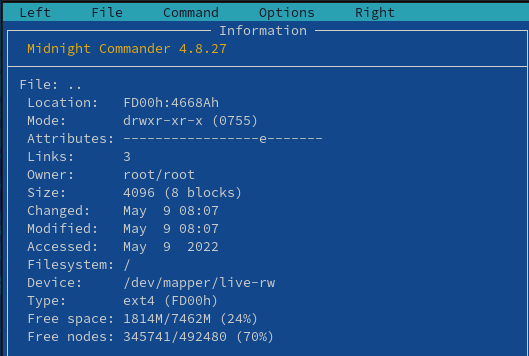 Left File Command Options Right
Information
Midnight Commander 4.8.27
File: ..
Location: FD00h:4668Ah
Mode: drwxr-xr-x (0755)
Attributes: -----------------e-------
Links: 3
Owner: root/root
Size: 4096 (8 blocks)
Changed: May  9 08:07
Modified: May  9 08:07
Accessed: May  9  2022
Filesystem: /
Device: /dev/mapper/live-rw
Type: ext4 (FD00h)
Free space: 1814M/7462M (24%)
Free nodes: 345741/492480 (70%)